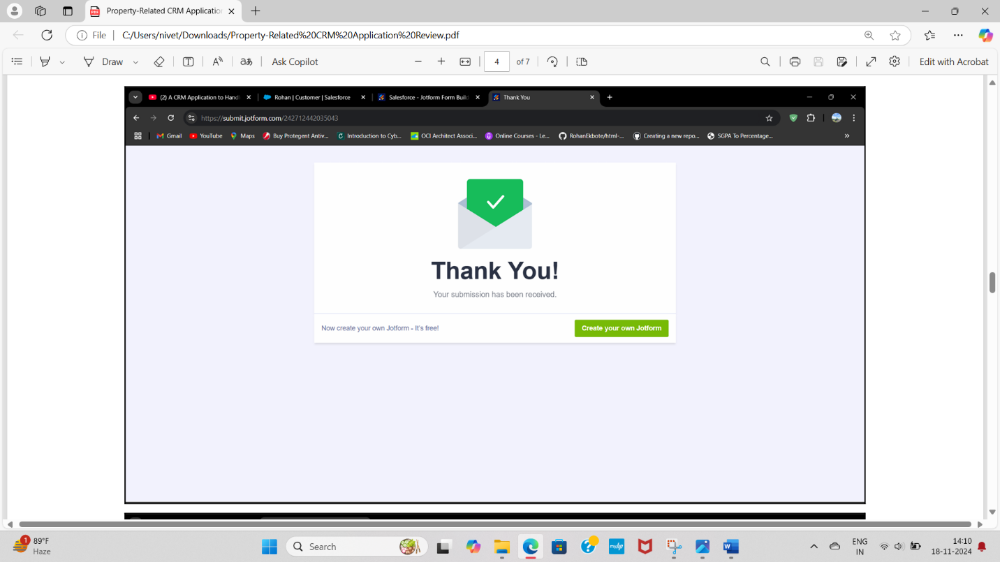 Property-Related CRM Application
File
C:/Users/nivet/Downloads/Property-Related%20CRM%20Application%20Review.pdf
Draw
Ask Copilot
4
of 7
Edit with Acrobat
(2) A CRM Application to Handl
Rohan | Customer | Salesforce
Salesforce - Jotform Form Build
Thank You
https://submit.jotform.com/242712442035043
Gmail
YouTube
Maps
Buy Protegent Antiv...
Introduction to Cyb...
OCI Architect Associ...
Online Courses - Le...
RohanEkbote/html-...
Creating a new repo...
SGPA To Percentage...
Thank You!
Your submission has been received.
Now create your own Jotform - It's free!
Create your own Jotform
1
89°F
Haze
Search
myhp
ENG
IN
14:10
18-11-2024